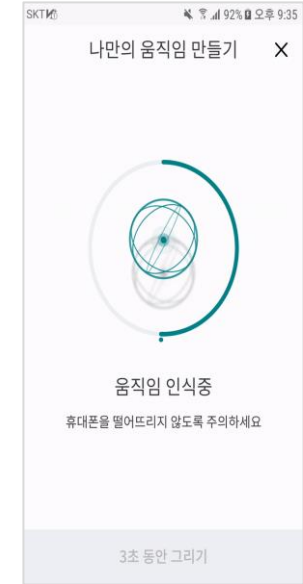 SKT 92% 오후 9:35
나만의 움직임 만들기 X
움직임 인식중
휴대폰을 떨어뜨리지 않도록 주의하세요
3초 동안 그리기